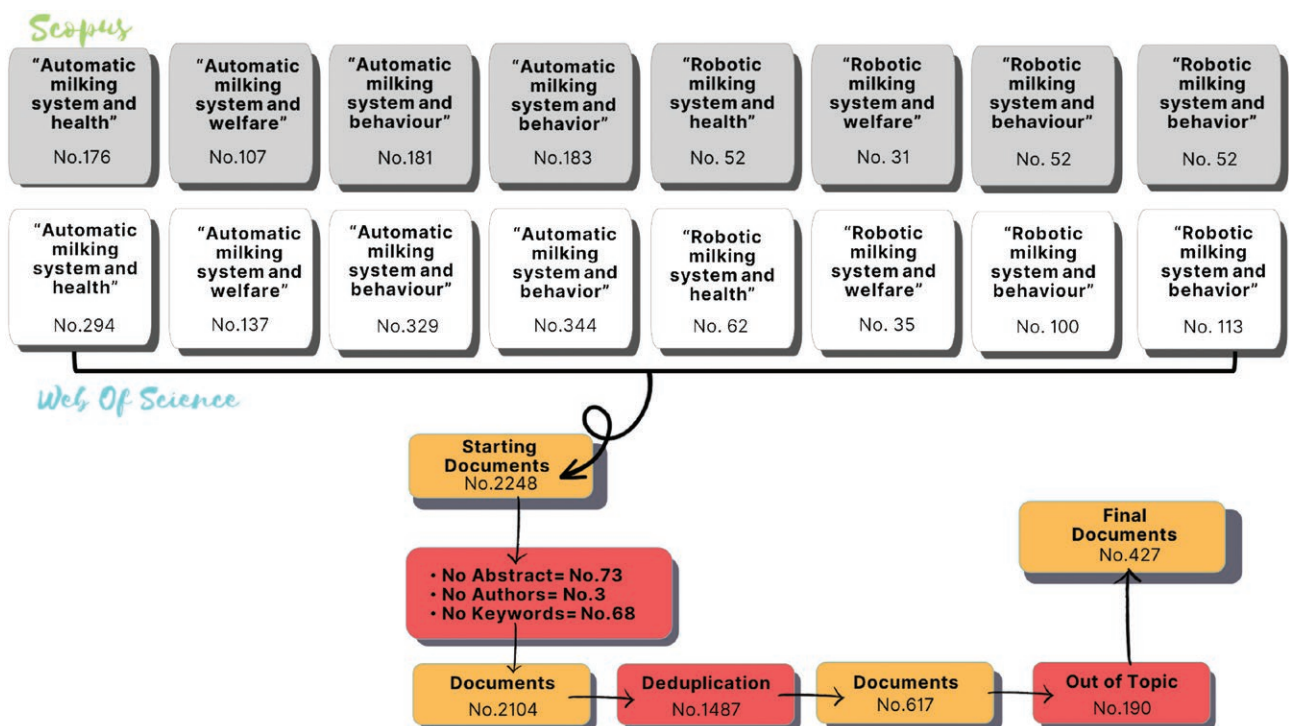 Scopus
“Automatic
milking
system and
health”
No.176
“Automatic
milking
system and
welfare”
No.107
“Automatic
milking
system and
behaviour”
No.181
“Automatic
milking
system and
behavior”
No.183
“Robotic
milking
system and
health”
No. 52
“Robotic
milking
system and
welfare”
No. 31
“Robotic
milking
system and
behaviour”
No. 52
“Robotic
milking
system and
behavior”
No. 52
“Automatic
milking
system and
health”
No.294
“Automatic
milking
system and
welfare”
No.137
“Automatic
milking
system and
behaviour”
No.329
“Automatic
milking
system and
behavior”
No.344
“Robotic
milking
system and
health”
No. 62
“Robotic
milking
system and
welfare”
No. 35
“Robotic
milking
system and
behaviour”
No. 100
“Robotic
milking
system and
behavior”
No. 113
Web Of Science
Starting
Documents
No.2248
• No Abstract= No.73
• No Authors= No.3
• No Keywords= No.68
Documents
No.2104
Deduplication
No.1487
Documents
No.617
Out of Topic
No.190
Final
Documents
No.427